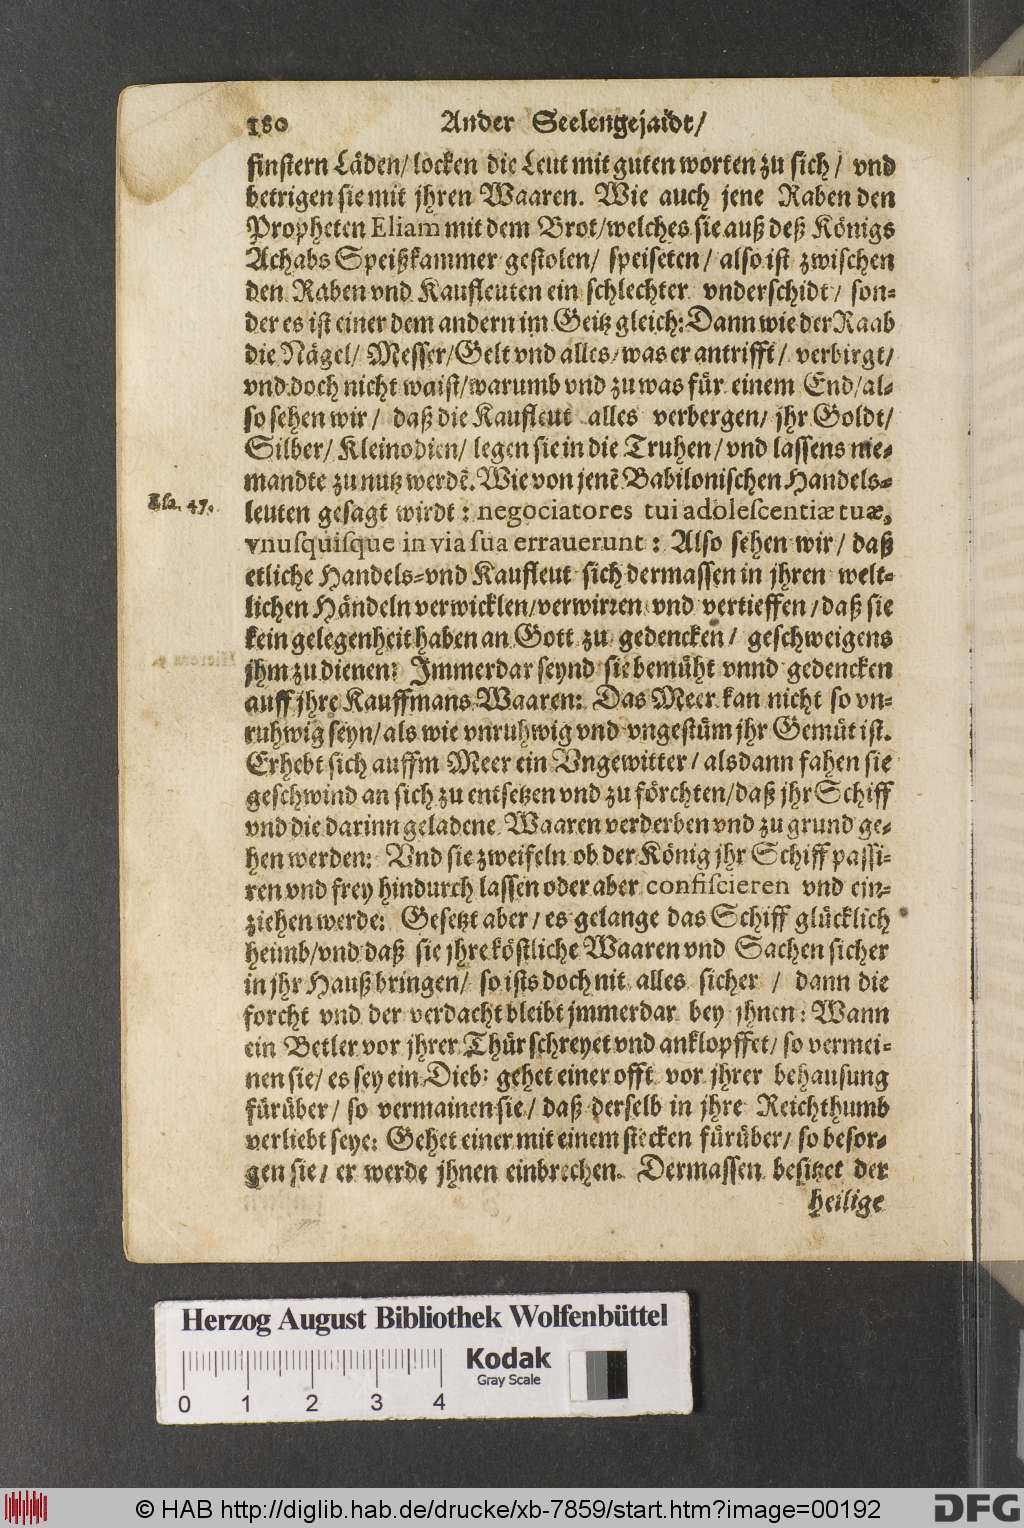 180 Ander Seelengejaidt/
finstern Läden/ locken die Leut mit guten worten zu sich/ vnd
betrigen sie mit jhren Waaren. Wie auch jene Raben den
Propheten Eliam mit dem Brot/welches sie auß deß Königs
Achabs Speißkammer gestolen/ speiseten/ also ist zwischen
den Raben vnd Kaufleuten ein schlechter vnderschidt/ son=
der es ist einer dem andern im Geitz gleich: Dann wie der Raab
die Nägel/ Messer/Gelt vnd alles/was er antrifft/ verbirgt/
vnd doch nicht waist/warumb vnd zu was für einem End/al=
so sehen wir/ daß die Kaufleut alles verbergen/ jhr Goldt/
Silber/ Kleinodien/ legen sie in die Truhen/ vnd lassens nie=
mandte zu nutz werdẽ. Wie von jenẽ Babilonischen Handels=
Esa. 47.
leuten gesagt wirdt: negociatores tui adoleſcentiæ tuæ,
vnuſquiſque in via ſua errauerunt: Also sehen wir/ daß
etliche Handels=vnd Kaufleut sich dermassen in jhren welt=
lichen Händeln verwicklen/verwirren vnd vertieffen/daß sie
kein gelegenheit haben an Gott zu gedencken/ geschweigens
jhm zu dienen: Immerdar seynd sie bemüht vnnd gedencken
auff jhre Kauffmans Waaren: Das Meer kan nicht so vn=
ruhwig seyn/als wie vnruhwig vnd vngestüm jhr Gemüt ist.
Erhebt sich auffm Meer ein Vngewitter/ alsdann fahen sie
geschwind an sich zu entsetzen vnd zu förchten/daß jhr Schiff
vnd die darinn geladene Waaren verderben vnd zu grund ge=
hen werden: Vnd sie zweifeln ob der König jhr Schiff passi=
ren vnd frey hindurch lassen oder aber confiſcieren vnd ein=
ziehen werde: Gesetzt aber/ es gelange das Schiff glücklich
heimb/vnd daß sie jhre köstliche Waaren vnd Sachen sicher
in jhr Hauß bringen/ so ists doch nit alles sicher/ dann die
forcht vnd der verdacht bleibt jmmerdar bey jhnen: Wann
ein Betler vor jhrer Thür schreyet vnd anklopffet/ so vermei=
nen sie/ es sey ein Dieb: gehet einer offt vor jhrer behausung
fürüber/ so vermainen sie/ daß derselb in jhre Reichthumb
verliebt seye: Gehet einer mit einem stecken fürüber/ so besor=
gen sie/ er werde jhnen einbrechen. Dermassen besitzet der
heilige
Herzog August Bibliothek Wolfenbüttel
0 1 2 3 4
Kodak
Gray Scale
© HAB http://diglib.hab.de/drucke/xb-7859/start.htm?image=00192
DFG